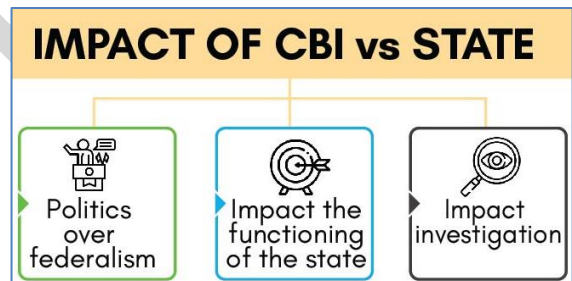 IMPACT OF CBI vs STATE
Politics
over
federalism
Impact the
functioning
of the state
Impact
investigation